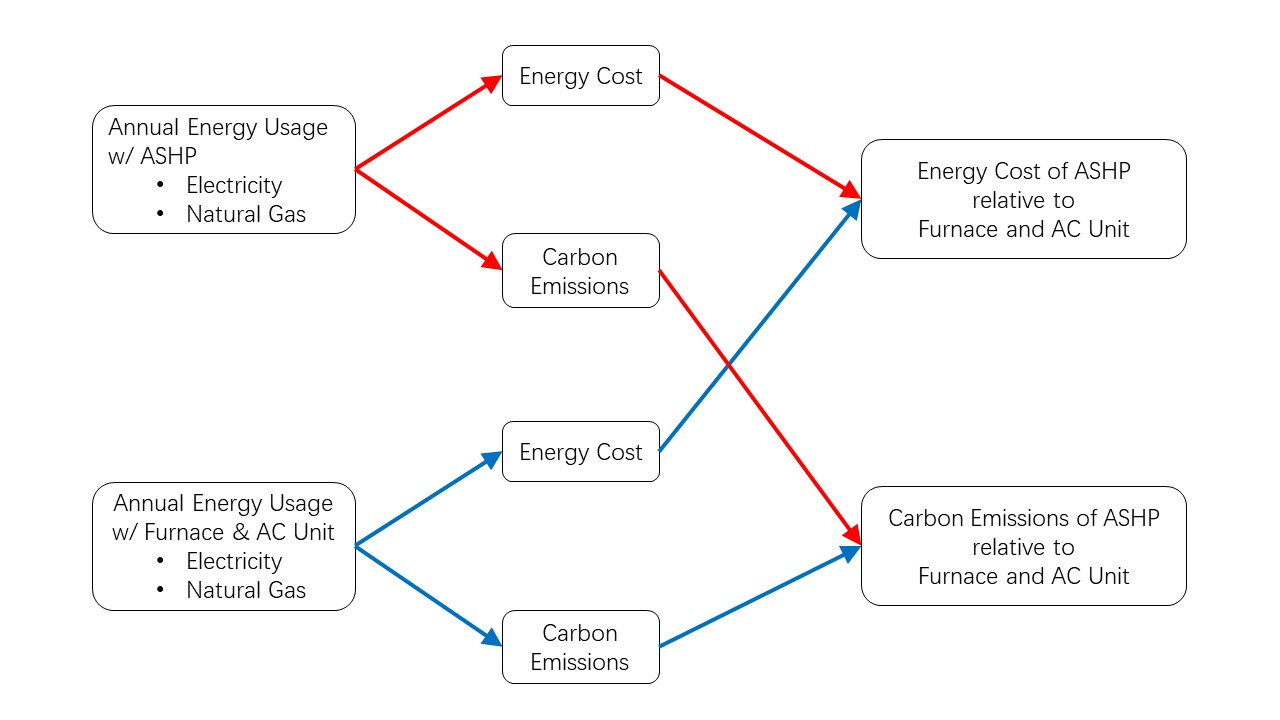 Annual Energy Usage
w/ ASHP
• Electricity
• Natural Gas
Energy Cost
Carbon
Emissions
Energy Cost of ASHP
relative to
Furnace and AC Unit
Annual Energy Usage
w/ Furnace & AC Unit
• Electricity
• Natural Gas
Energy Cost
Carbon
Emissions
Carbon Emissions of ASHP
relative to
Furnace and AC Unit